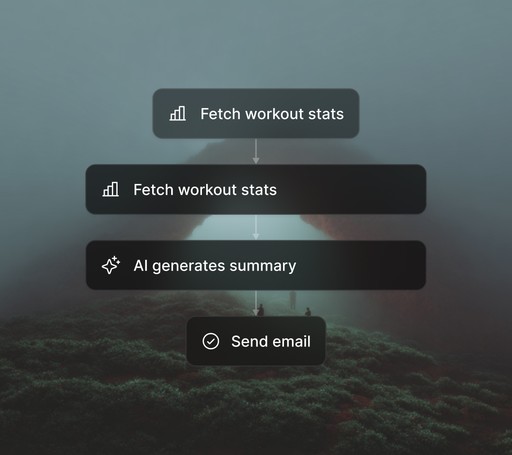 Fetch workout stats
Fetch workout stats
AI generates summary
Send email